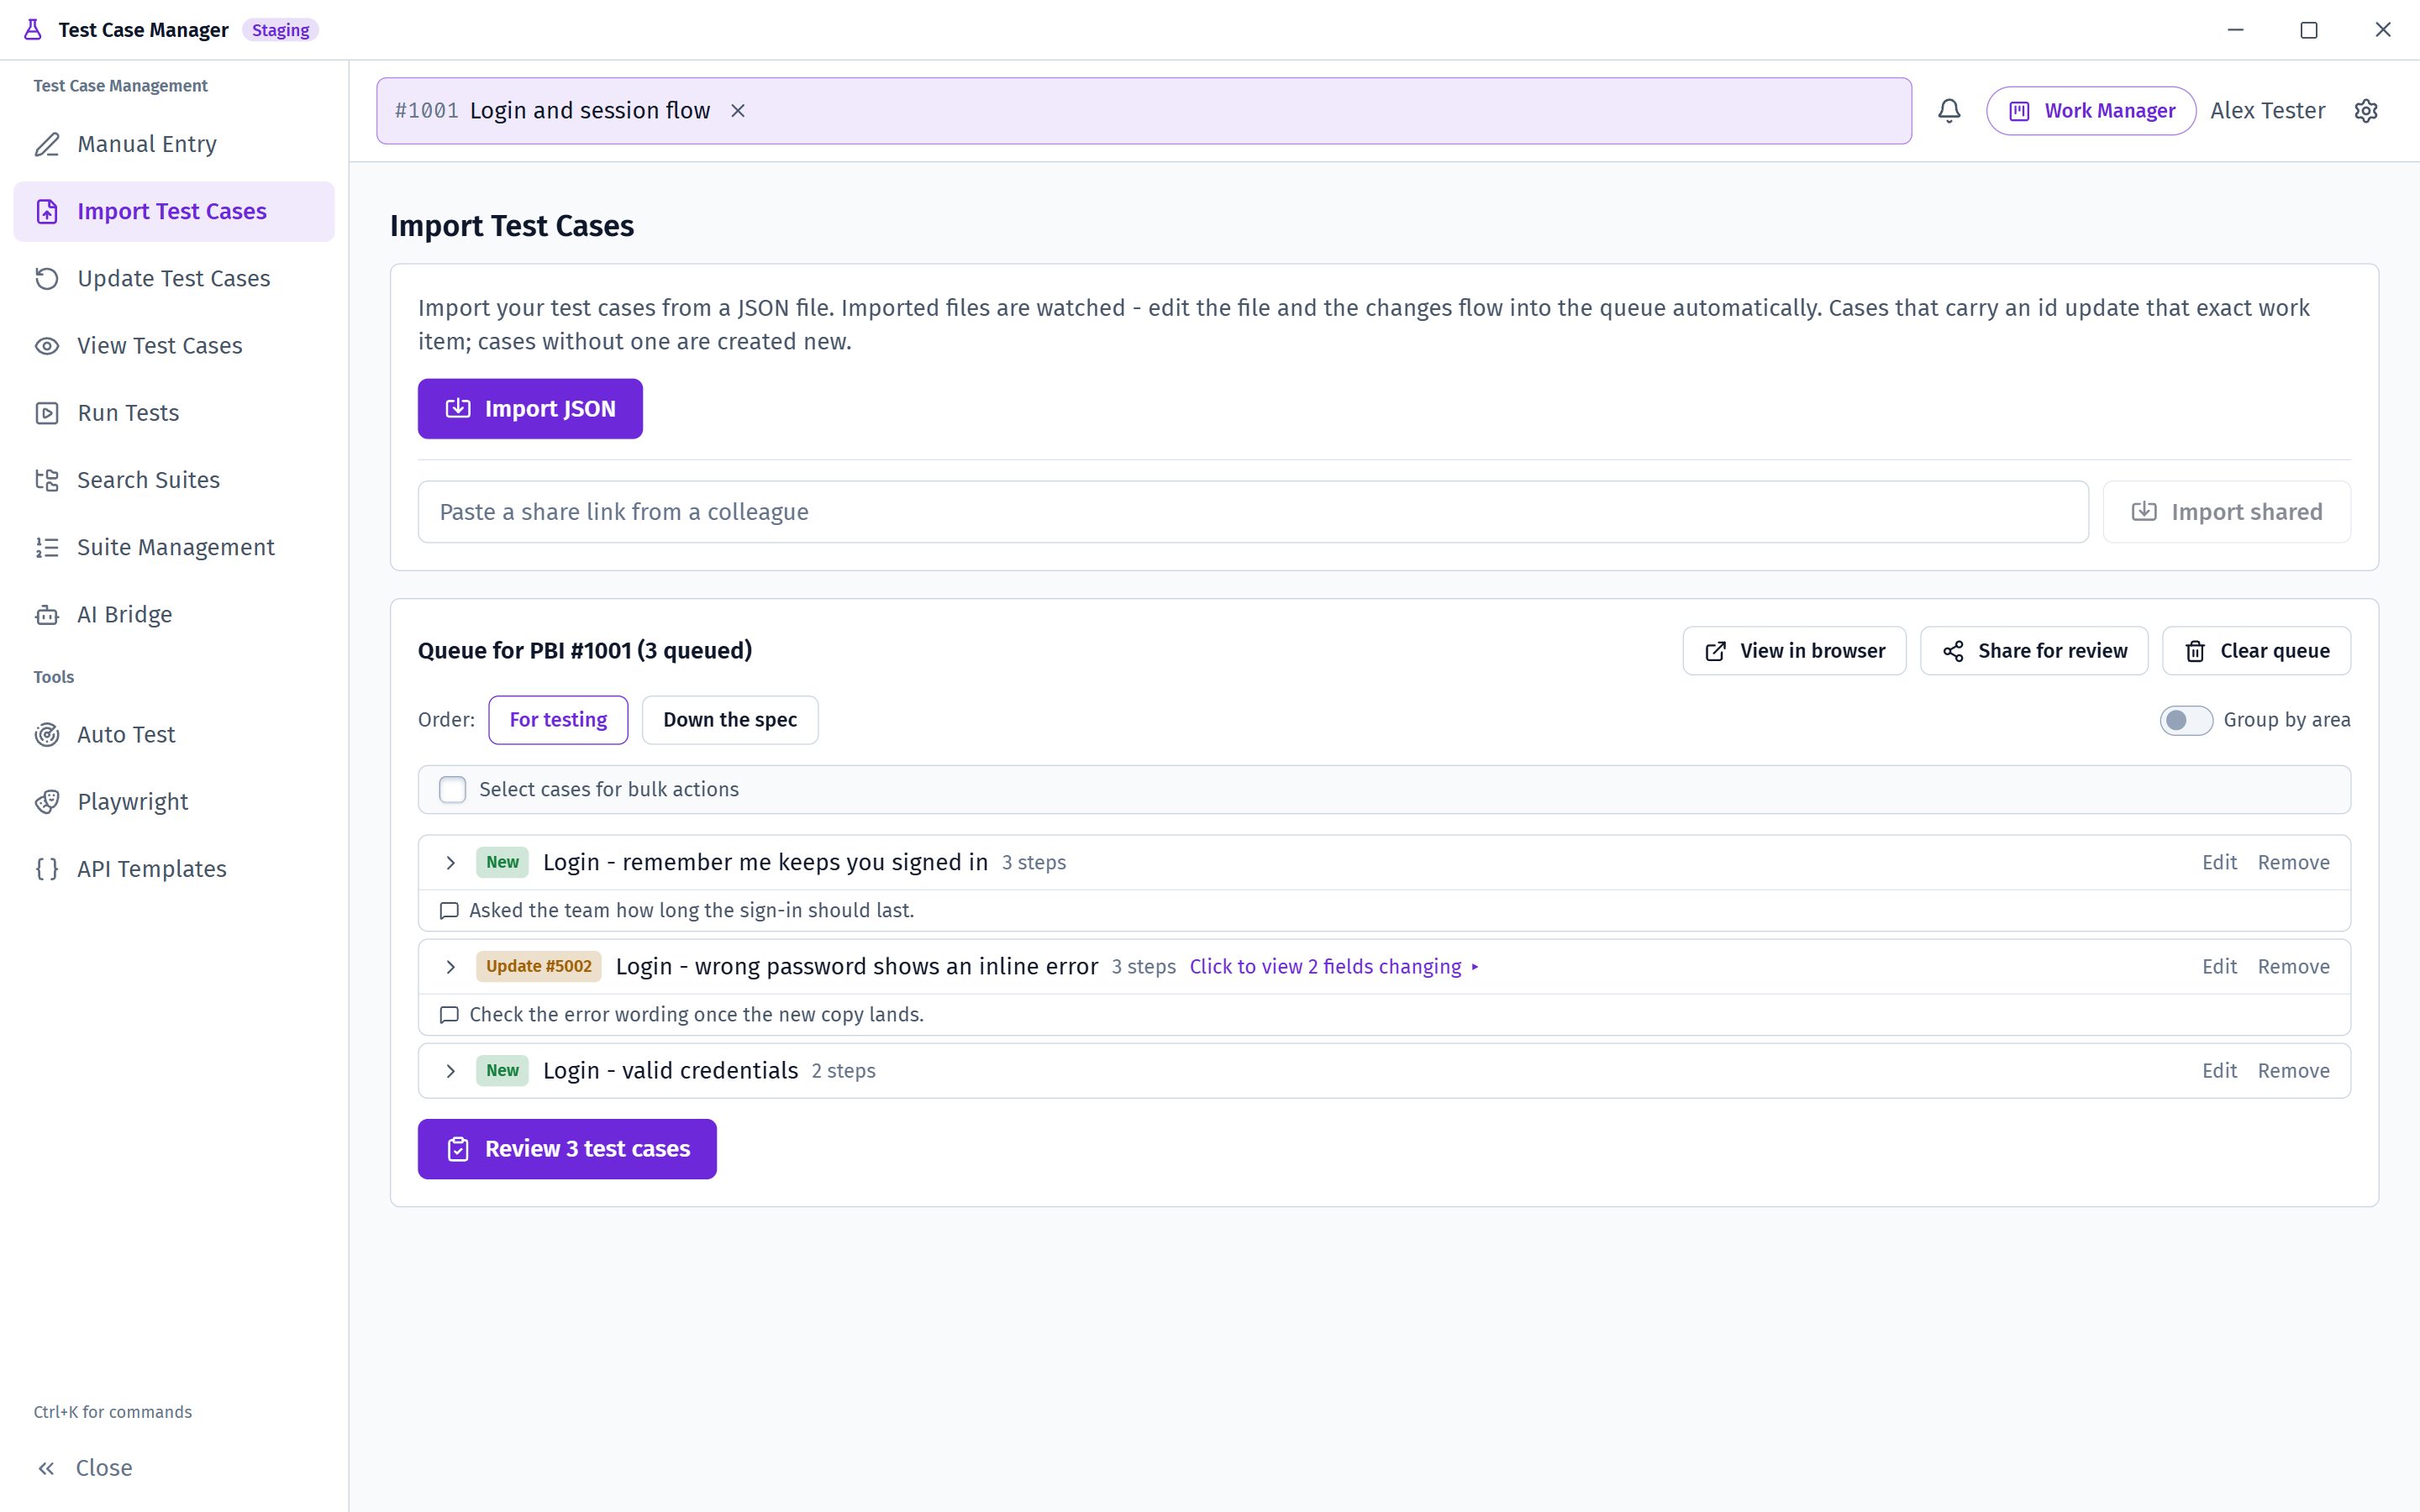 Test Case Manager Staging
Test Case Management
Manual Entry
Import Test Cases
Update Test Cases
View Test Cases
Run Tests
Search Suites
Suite Management
AI Bridge
Tools
Auto Test
Playwright
API Templates
Ctrl+K for commands
Close
#1001 Login and session flow
Work Manager
Alex Tester
Import Test Cases
Import your test cases from a JSON file. Imported files are watched - edit the file and the changes flow into the queue automatically. Cases that carry an id update that exact work
item; cases without one are created new.
Import JSON
Paste a share link from a colleague
Import shared
Queue for PBI #1001 (3 queued)
View in browser
Share for review
Clear queue
Order: For testing Down the spec
Group by area
Select cases for bulk actions
New Login - remember me keeps you signed in 3 steps Edit Remove
Asked the team how long the sign-in should last.
Update #5002 Login - wrong password shows an inline error 3 steps Click to view 2 fields changing ▸ Edit Remove
Check the error wording once the new copy lands.
New Login - valid credentials 2 steps Edit Remove
Review 3 test cases